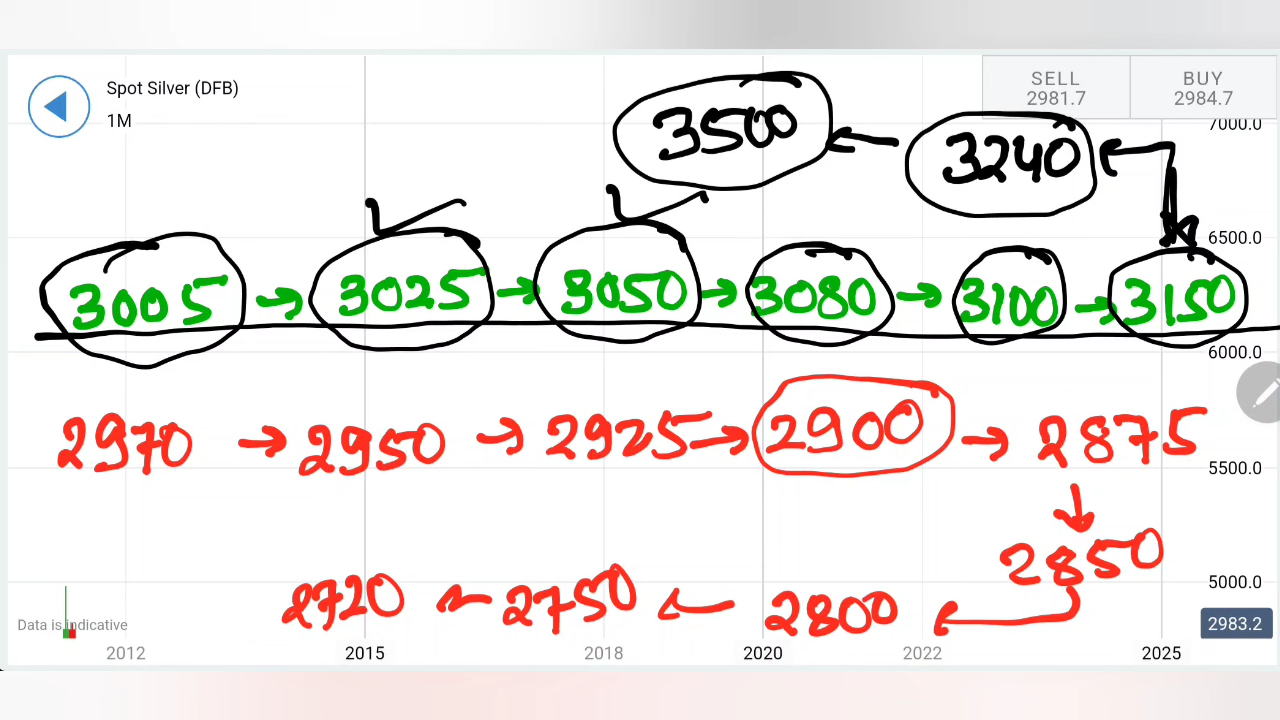 Spot Silver (DFB)
1M
SELL BUY
2981.7 2984.7
7000.0
3500 ← 3240 ←
6500.0
3005 → 3025 → 3050 → 3080 → 3100 → 3150
6000.0
2970 → 2950 → 2925 → 2900 → 2875
5500.0
↓
2850
5000.0
2720 ← 2750 ← 2800 ←
Data is indicative
2983.2
2012 2015 2018 2020 2022 2025